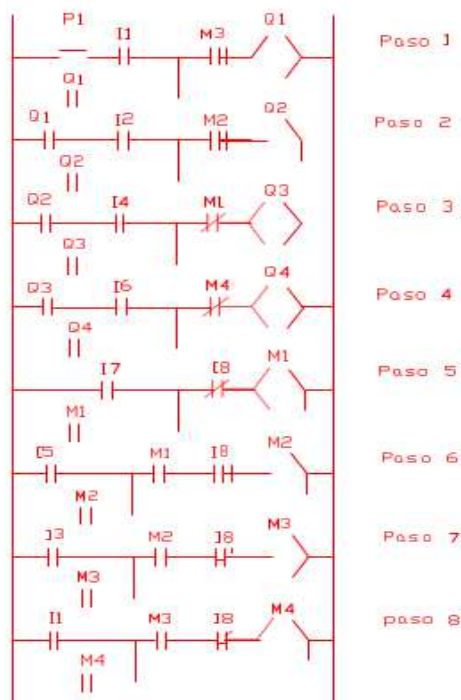 P1 Q1
I1 M3 Paso 1
Q1
Q1 I2 M2 Q2 Paso 2
Q2
Q2 I4 M1 Q3 Paso 3
Q3
Q3 I6 M4 Q4 Paso 4
Q4
I7 I8 M1 Paso 5
M1
I5 M1 I8 M2 Paso 6
M2
I3 M2 I8 M3 Paso 7
M3
I1 M3 I8 M4 paso 8
M4